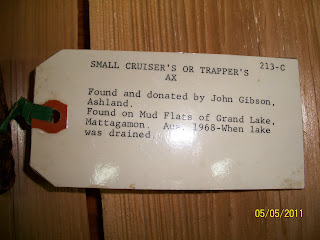 213-C
SMALL CRUISER'S OR TRAPPER'S
AX
Found and donated by John Gibson,
Ashland.
Found on Mud Flats of Grand Lake,
Mattagamon. Aug. 1968-When lake
was drained
05/05/2011